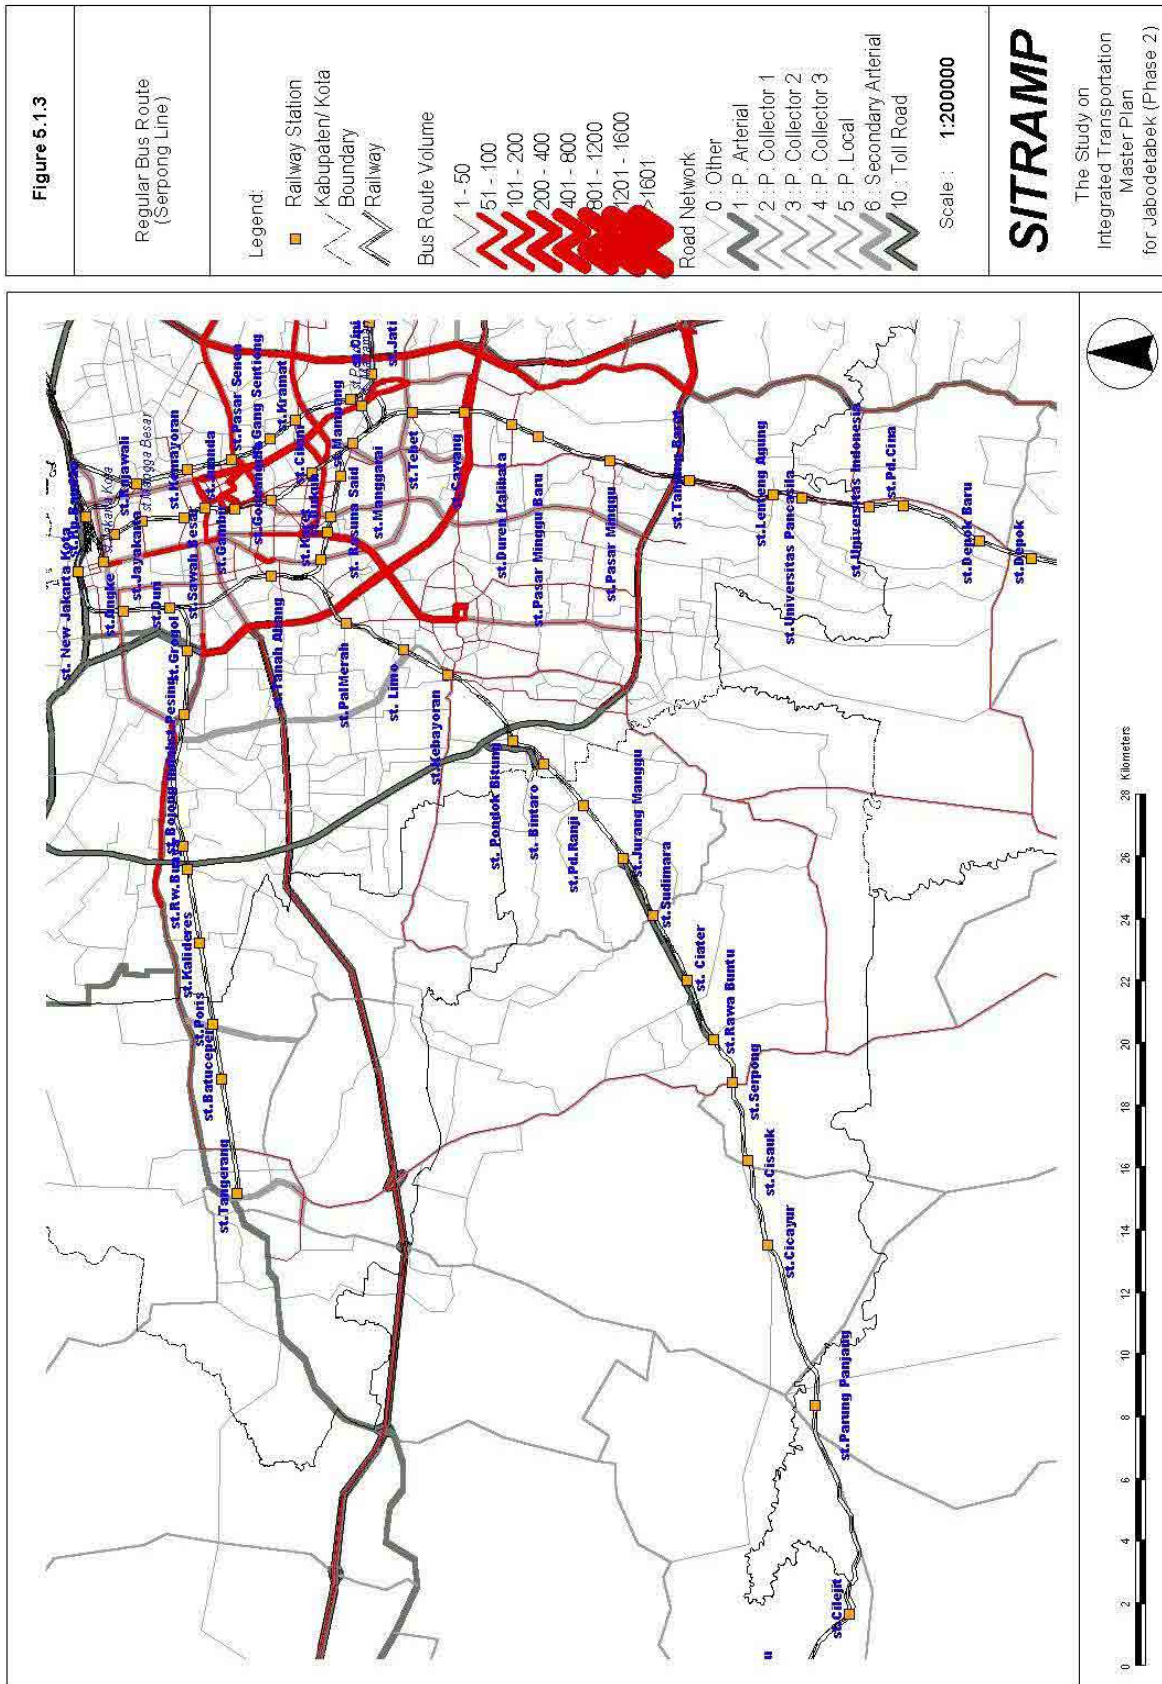 Figure 5.1.3
Regular Bus Route
(Serpong Line)
Legend:
Railway Station
Kabupaten/ Kota
Boundary
Railway
Bus Route Volume
1 - 50
51 - 100
101 - 200
200 - 400
401 - 800
801 - 1200
1201 - 1600
>1601
Road Network
0 : Other
1 : P. Arterial
2 : P. Collector 1
3 : P. Collector 2
4 : P. Collector 3
5 : P. Local
6 : Secondary Arterial
10 : Toll Road
Scale : 1:200000
SITRAMP
The Study on
Integrated Transportation
Master Plan
for Jabodetabek (Phase 2)
st. New Jakarta Kota
st.Angke
st.Jayakarta
st.Rajawali
st.Mangga Besar
st.Duri
st.Kemayoran
st.Sawah Besar
st.Juanda
st.Grogol
st.Gambir
st.Pasar Senen
st.Gang Sentiong
st.Kramat
st.Karet
st.Cikini
st.Mampang
st.Jati
st.Rasuna Said
st.Manggarai
st.Tebet
st.Cawang
st.Tanah Abang
st.PalMerah
st. Limo
st.Kebayoran
st.Duren Kalibata
st.Pasar Mingu Baru
st.Pasar Mingu
st.Tanjung Barat
st.Lenteng Agung
st.Universitas Pancasila
st.Universitas Indonesia
st.Pd.Cina
st.Depok Baru
st.Depok
st.Rw.Buaya
st.Kalideres
st.Poris
st.Batuceper
st.Tangerang
st. Pondok Bitung
st. Bintaro
st.Pd.Ranji
st.Jurang Manggu
st.Sudimara
st. Ciater
st.Rawa Buntu
st.Serpong
st.Cisauk
st.Cicayur
st.Parung Panjang
st.Cilejit
u
0 2 4 6 8 10 12 14 16 18 20 22 24 26 28 Kilometers